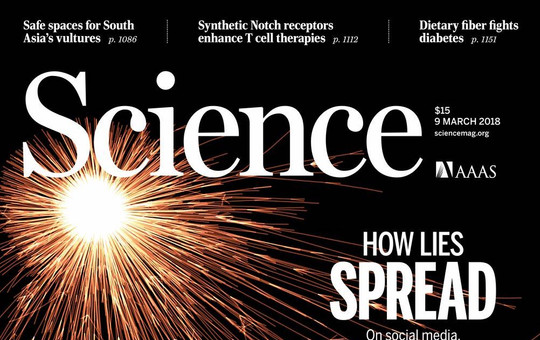 Safe spaces for South
Asia's vultures p. 1086
Synthetic Notch receptors
enhance T cell therapies p. 1112
Dietary fiber fights
diabetes p. 1151
Science
$15
9 MARCH 2018
sciencemag.org
AAAS
HOW LIES
SPREAD
On social media,